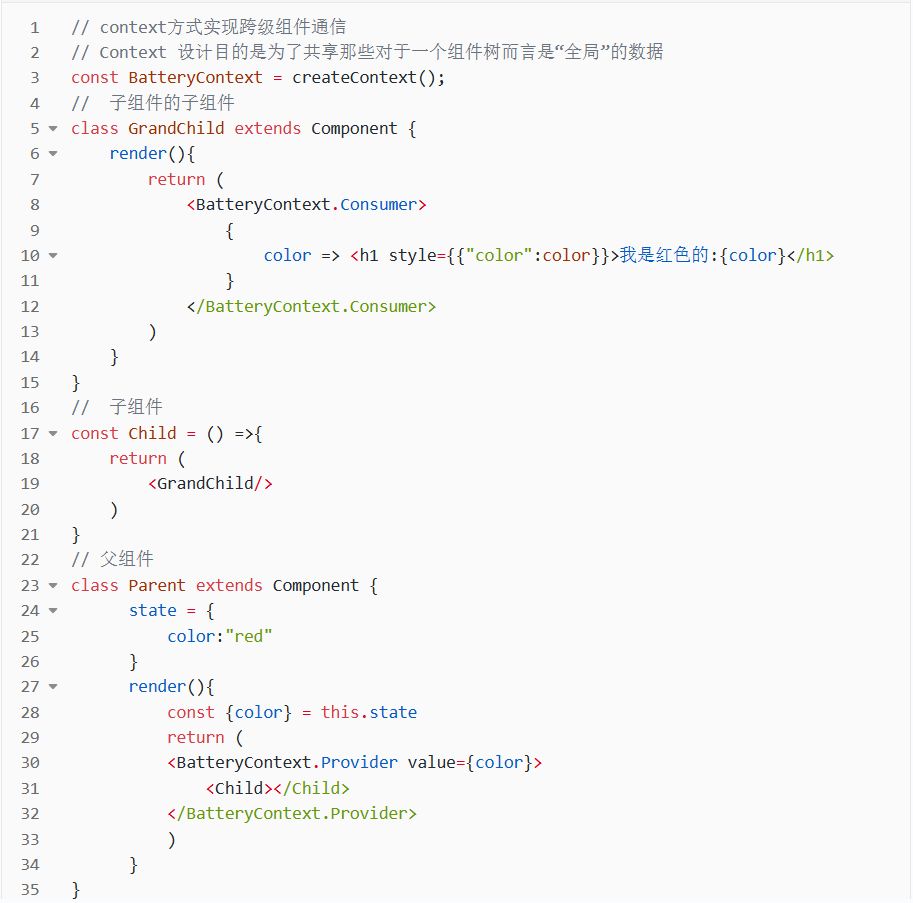 1 // context方式实现跨级组件通信
2 // Context 设计目的是为了共享那些对于一个组件树而言是“全局”的数据
3 const BatteryContext = createContext();
4 //  子组件的子组件
5 class GrandChild extends Component {
6     render(){
7         return (
8             <BatteryContext.Consumer>
9                 {
10                     color => <h1 style={{"color":color}}>我是红色的:{color}</h1>
11                 }
12             </BatteryContext.Consumer>
13         )
14     }
15 }
16 //  子组件
17 const Child = () =>{
18     return (
19         <GrandChild/>
20     )
21 }
22 // 父组件
23 class Parent extends Component {
24       state = {
25           color:"red"
26       }
27       render(){
28           const {color} = this.state
29           return (
30           <BatteryContext.Provider value={color}>
31               <Child></Child>
32           </BatteryContext.Provider>
33           )
34       }
35 }